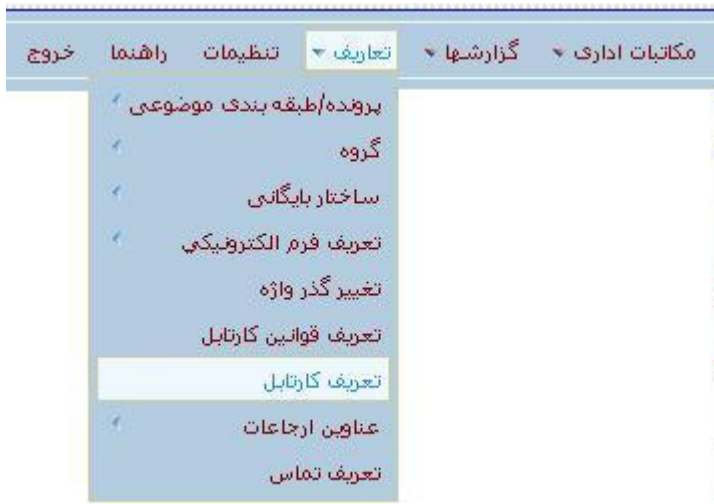 مکاتبات اداری گزارشها تعاریف تنظیمات راهنما خروج
پرونده/طبقه بندی موضوعی
گروه
ساختار بایگانی
تعریف فرم الکترونیکي
تغییر گذر واژه
تعریف قوانین کارتابل
تعریف کارتابل
عناوین ارجاعات
تعریف تماس